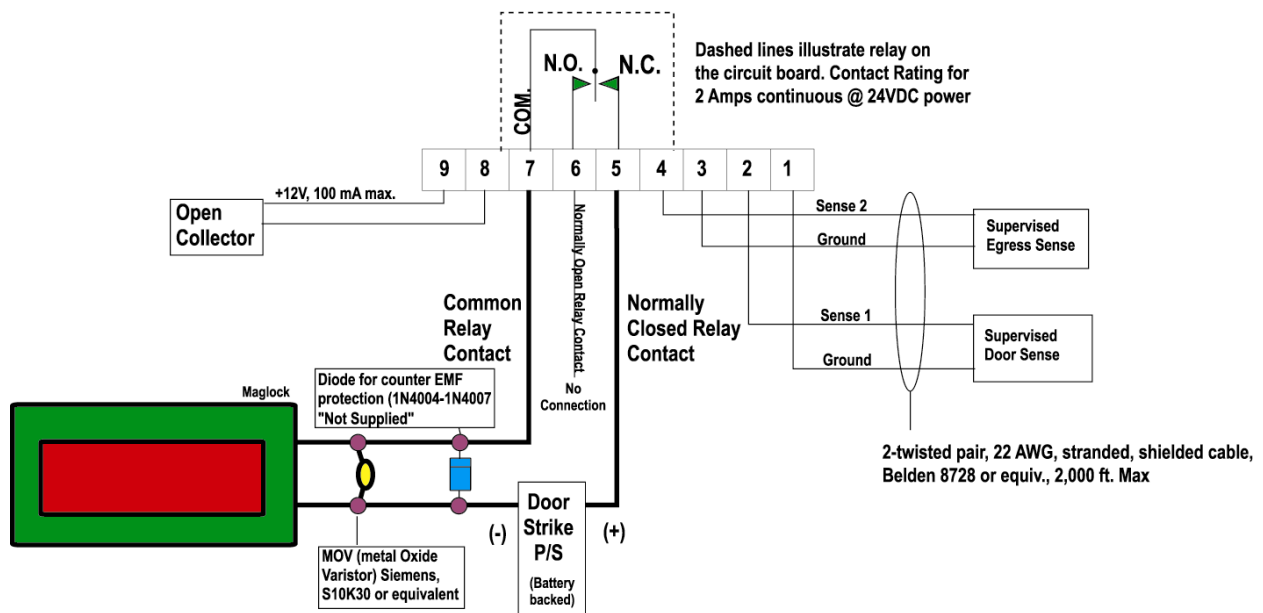 N.O.
N.C.
COM.
Dashed lines illustrate relay on
the circuit board. Contact Rating for
2 Amps continuous @ 24VDC power
9 8 7 6 5 4 3 2 1
+12V, 100 mA max.
Open
Collector
Sense 2
Ground
Supervised
Egress Sense
Sense 1
Ground
Supervised
Door Sense
Common
Relay
Contact
Normally Open Relay Contact
No
Connection
Normally
Closed Relay
Contact
Maglock
Diode for counter EMF
protection (1N4004-1N4007
"Not Supplied"
2-twisted pair, 22 AWG, stranded, shielded cable,
Belden 8728 or equiv., 2,000 ft. Max
(-)
Door
Strike
P/S
(Battery
backed)
(+)
MOV (metal Oxide
Varistor) Siemens,
S10K30 or equivalent